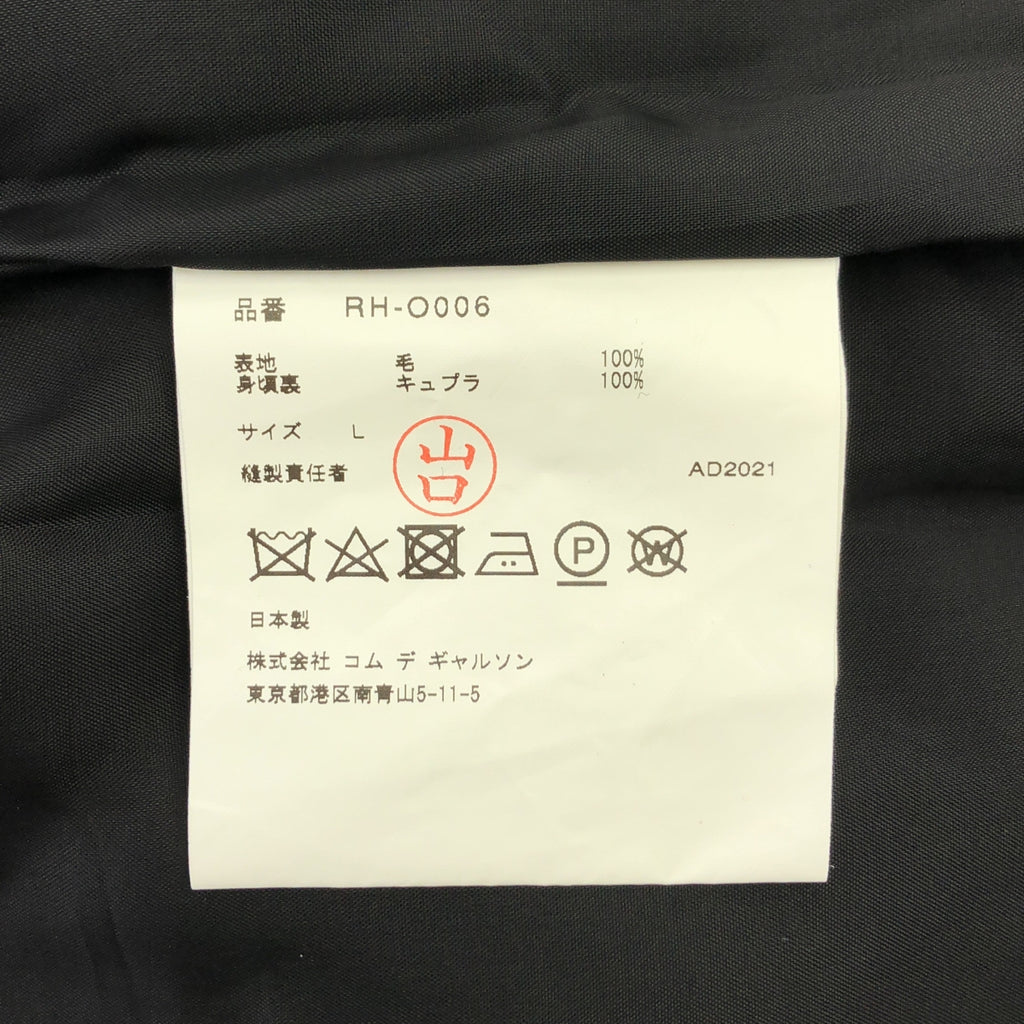 品番 RH-O006
表地 毛 100%
身頃裏 キュプラ 100%
サイズ L
山口
縫製責任者 AD2021
P W
日本製
株式会社 コム デ ギャルソン
東京都港区南青山5-11-5